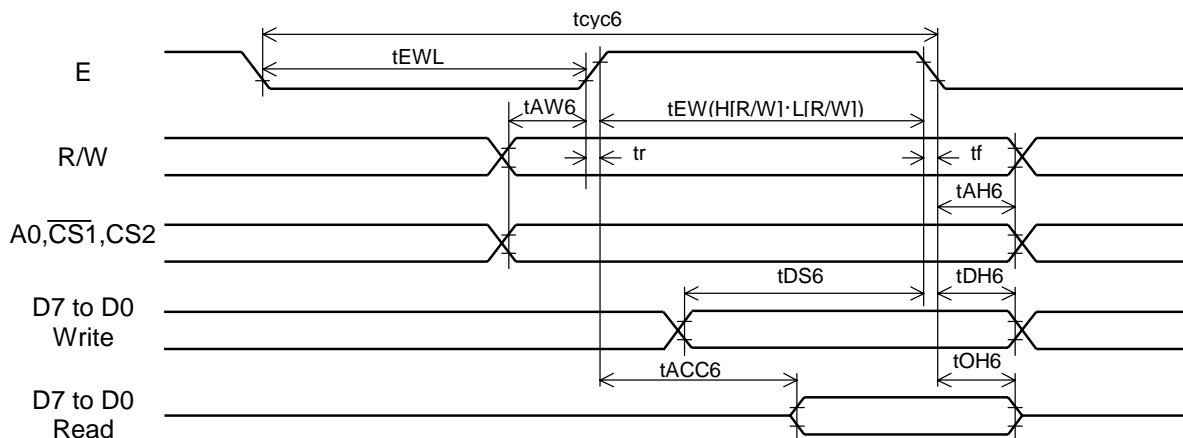 tcyc6
tEWL
E
tAW6
tEW(H[R/W]·L[R/W])
R/W
tr
tf
tAH6
A0,C̅S̅1,CS2
tDS6
tDH6
D7 to D0
Write
tACC6
tOH6
D7 to D0
Read